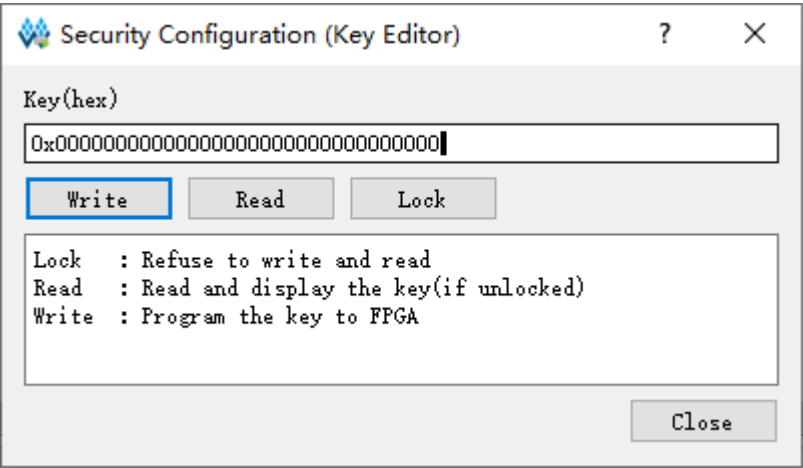 Security Configuration (Key Editor) ?
Key(hex)
0x00000000000000000000000000000000
Write Read Lock
Lock : Refuse to write and read
Read : Read and display the key(if unlocked)
Write : Program the key to FPGA
Close